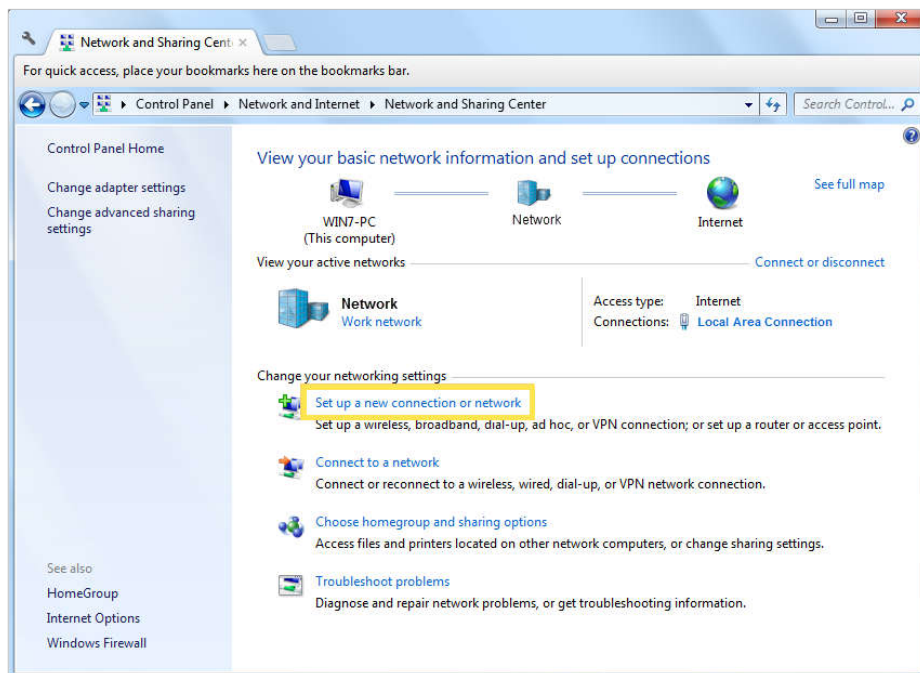 Network and Sharing Cent
For quick access, place your bookmarks here on the bookmarks bar.
Control Panel Network and Internet Network and Sharing Center
Search Control...
Control Panel Home
Change adapter settings
Change advanced sharing
settings
View your basic network information and set up connections
See full map
WIN7-PC
(This computer)
Network
Internet
View your active networks
Connect or disconnect
Network
Work network
Access type: Internet
Connections: Local Area Connection
Change your networking settings
Set up a new connection or network
Set up a wireless, broadband, dial-up, ad hoc, or VPN connection; or set up a router or access point.
Connect to a network
Connect or reconnect to a wireless, wired, dial-up, or VPN network connection.
Choose homegroup and sharing options
Access files and printers located on other network computers, or change sharing settings.
Troubleshoot problems
Diagnose and repair network problems, or get troubleshooting information.
See also
HomeGroup
Internet Options
Windows Firewall